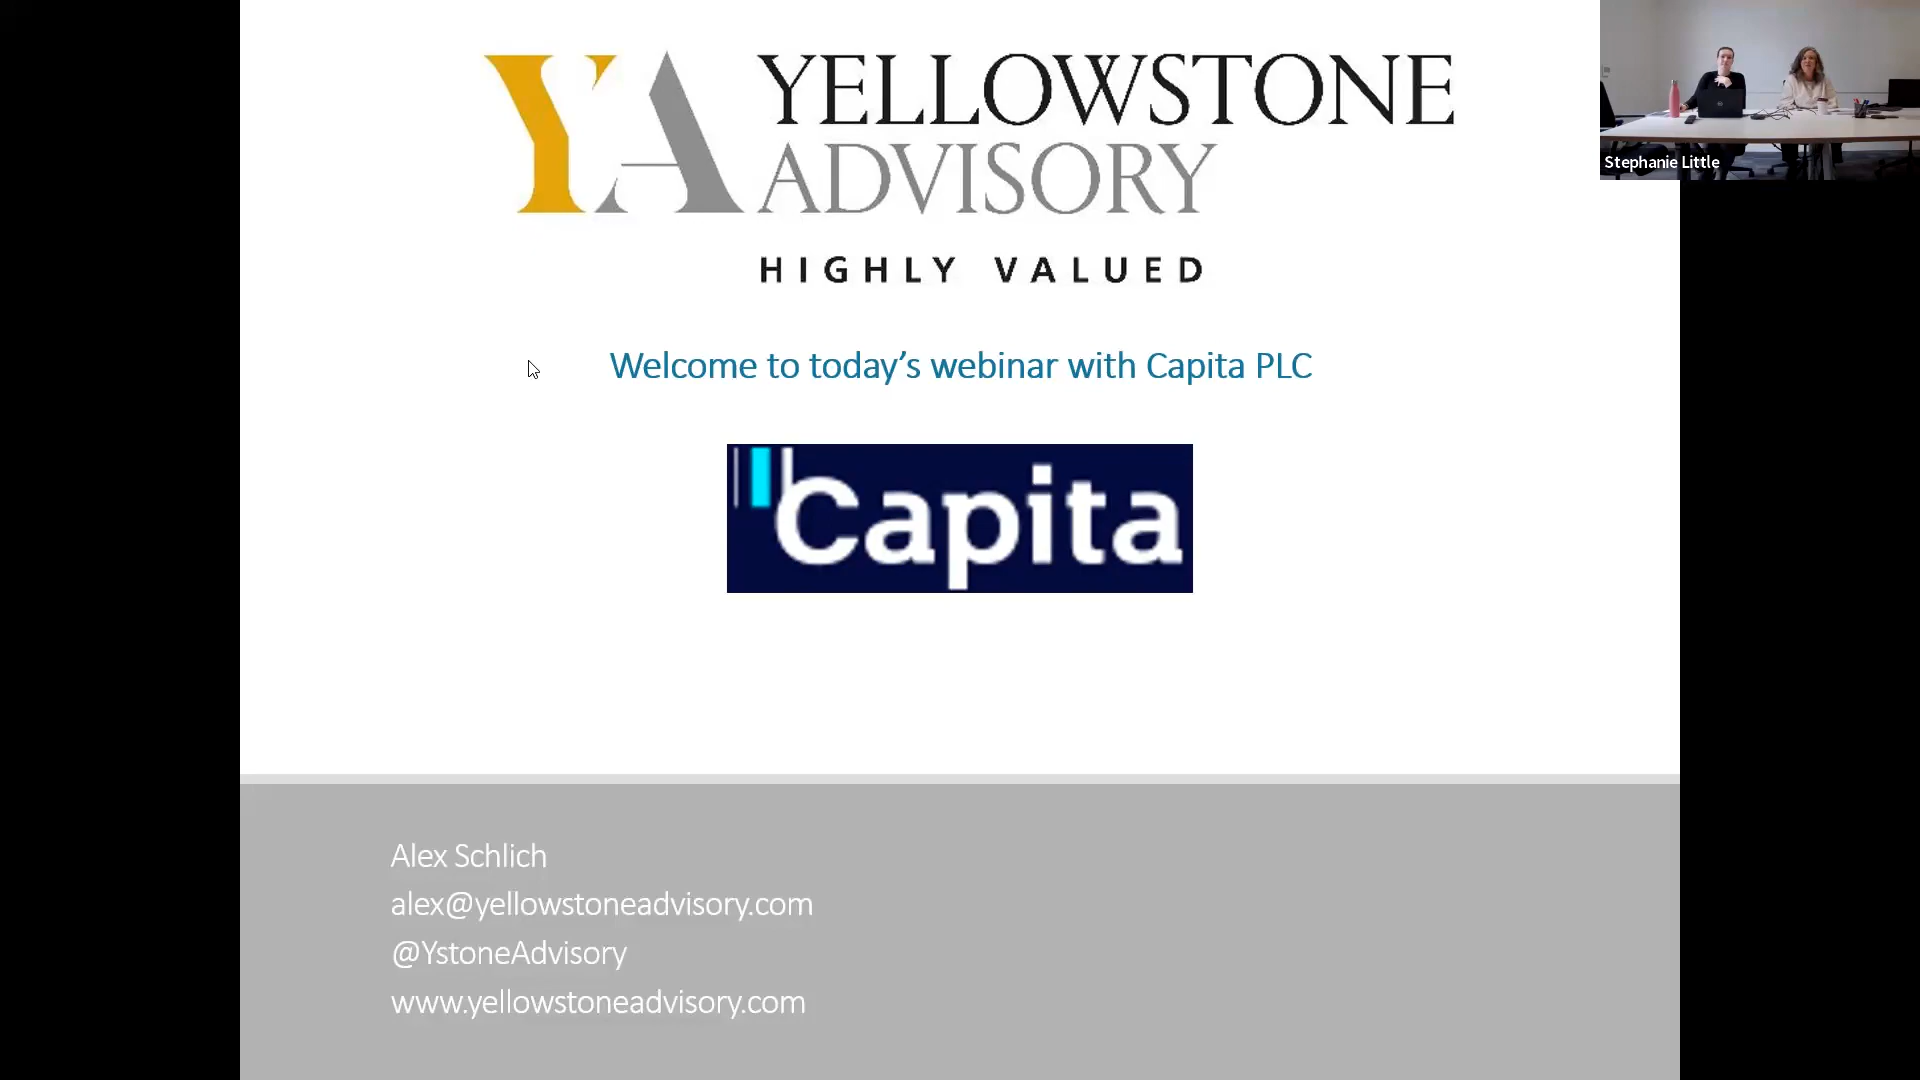 YA YELLOWSTONE
ADVISORY
HIGHLY VALUED
Stephanie Little
Welcome to today’s webinar with Capita PLC
Capita
Alex Schlich
alex@yellowstoneadvisory.com
@YstoneAdvisory
www.yellowstoneadvisory.com